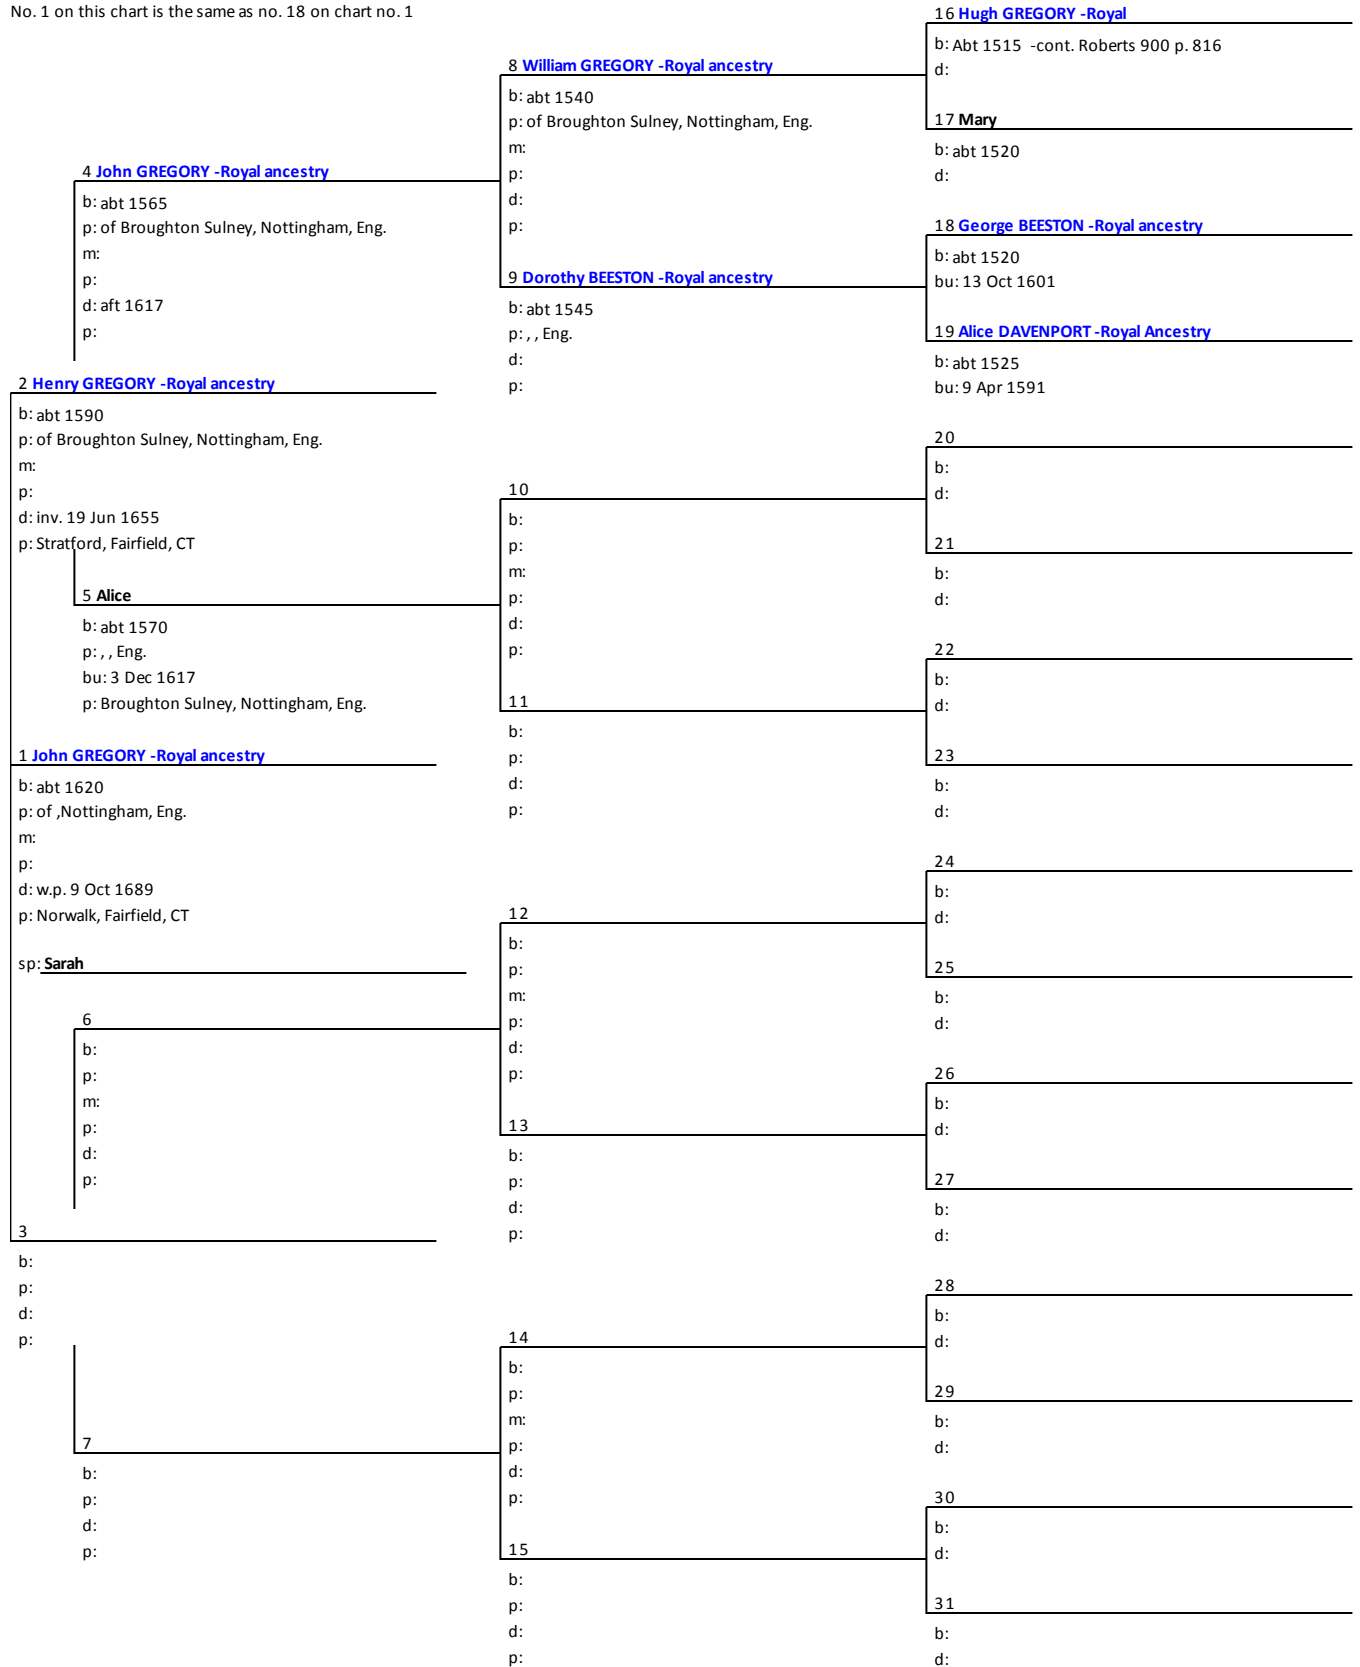 No. 1 on this chart is the same as no. 18 on chart no. 1
16 Hugh GREGORY -Royal
b: Abt 1515 -cont. Roberts 900 p. 816
d:
8 William GREGORY -Royal ancestry
b: abt 1540
p: of Broughton Sulney, Nottingham, Eng.
m:
p:
d:
p:
17 Mary
b: abt 1520
d:
4 John GREGORY -Royal ancestry
b: abt 1565
p: of Broughton Sulney, Nottingham, Eng.
m:
p:
d: aft 1617
p:
18 George BEESTON -Royal ancestry
b: abt 1520
bu: 13 Oct 1601
9 Dorothy BEESTON -Royal ancestry
b: abt 1545
p: , , Eng.
d:
p:
19 Alice DAVENPORT -Royal Ancestry
b: abt 1525
bu: 9 Apr 1591
2 Henry GREGORY -Royal ancestry
b: abt 1590
p: of Broughton Sulney, Nottingham, Eng.
m:
p:
d: inv. 19 Jun 1655
p: Stratford, Fairfield, CT
20
b:
d:
10
b:
p:
m:
p:
d:
p:
21
b:
d:
5 Alice
b: abt 1570
p: , , Eng.
bu: 3 Dec 1617
p: Broughton Sulney, Nottingham, Eng.
22
b:
d:
11
b:
p:
d:
p:
23
b:
d:
1 John GREGORY -Royal ancestry
b: abt 1620
p: of ,Nottingham, Eng.
m:
p:
d: w.p. 9 Oct 1689
p: Norwalk, Fairfield, CT
sp: Sarah
24
b:
d:
12
b:
p:
m:
p:
d:
p:
25
b:
d:
6
b:
p:
m:
p:
d:
p:
26
b:
d:
13
b:
p:
d:
p:
27
b:
d:
3
b:
p:
d:
p:
28
b:
d:
14
b:
p:
m:
p:
d:
p:
29
b:
d:
7
b:
p:
d:
p:
30
b:
d:
15
b:
p:
d:
p:
31
b:
d: